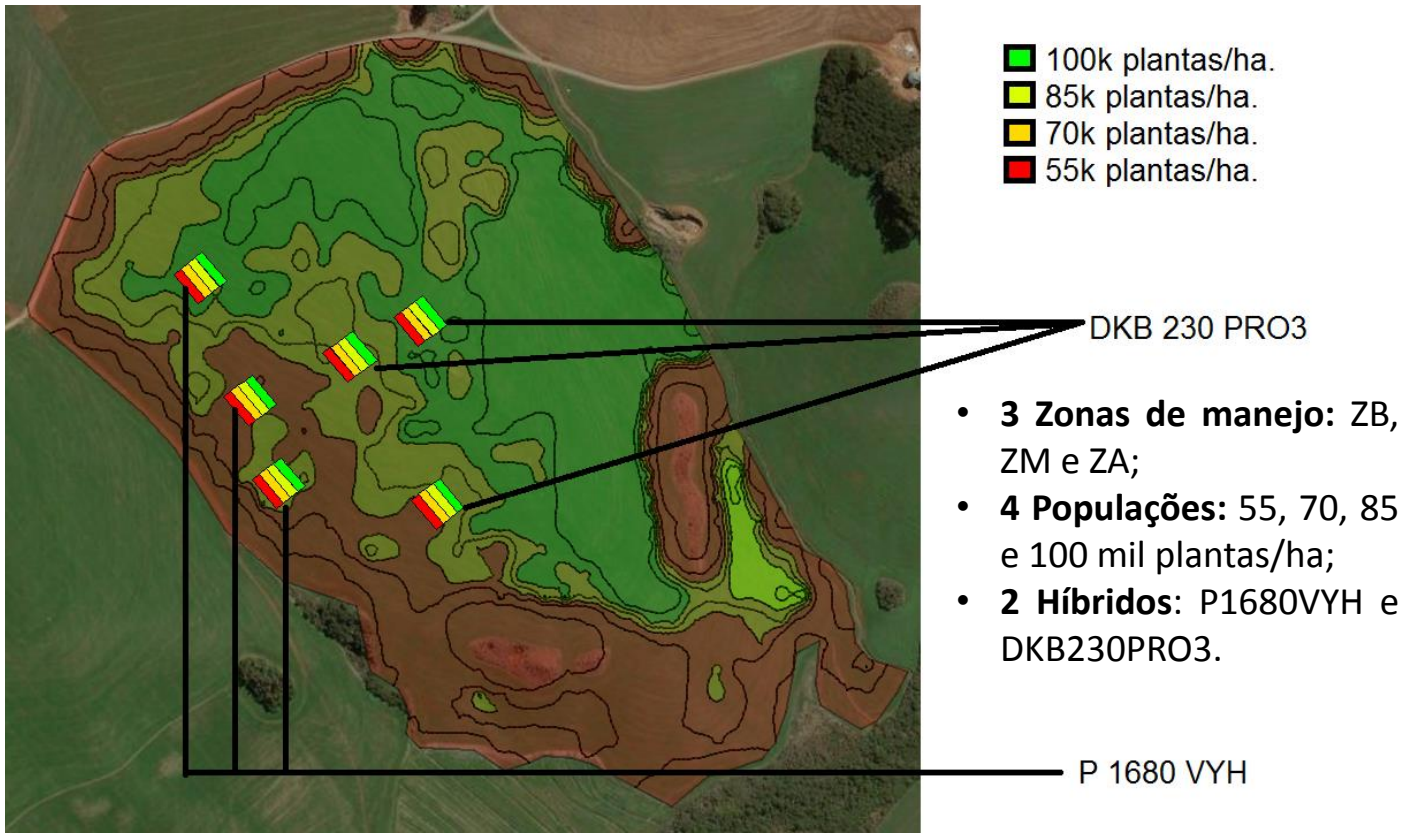 100k plantas/ha.
85k plantas/ha.
70k plantas/ha.
55k plantas/ha.
DKB 230 PRO3
• 3 Zonas de manejo: ZB,
ZM e ZA;
• 4 Populações: 55, 70, 85
e 100 mil plantas/ha;
• 2 Híbridos: P1680VYH e
DKB230PRO3.
P 1680 VYH